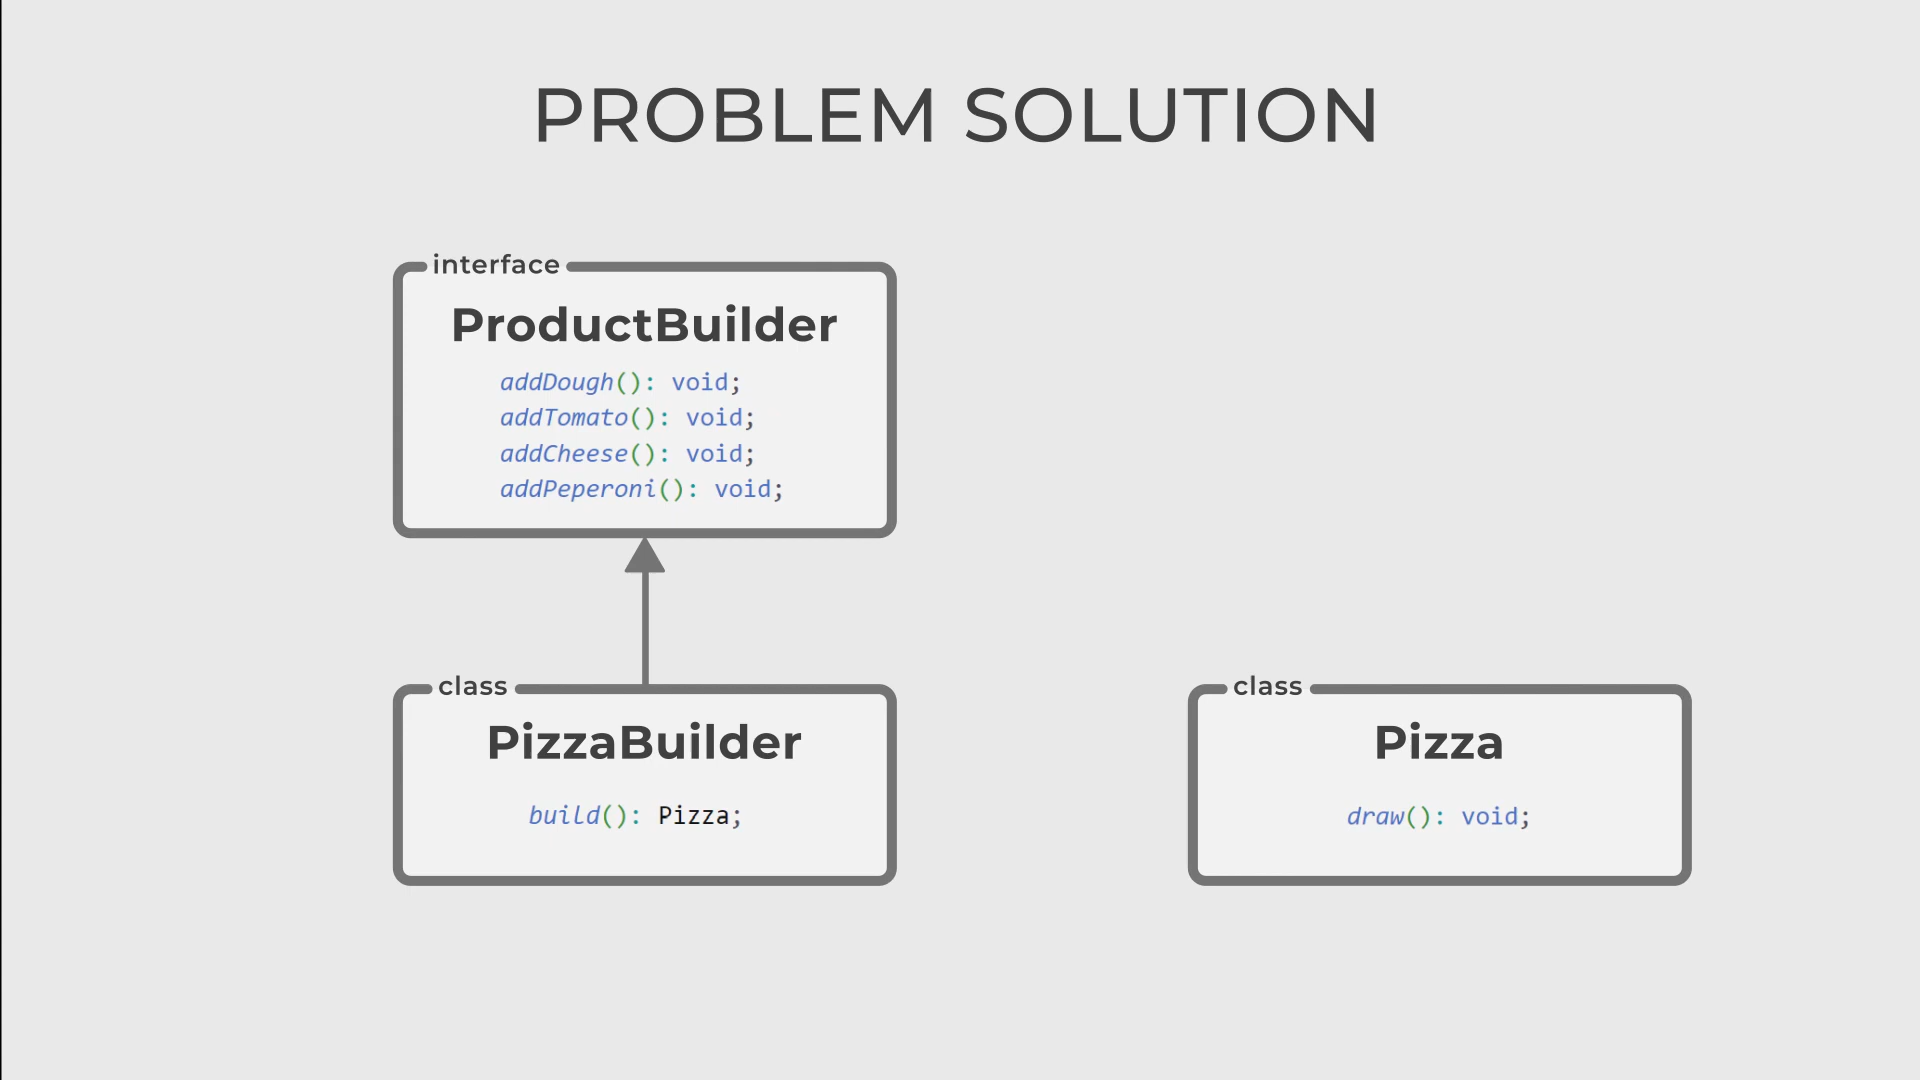 PROBLEM SOLUTION
interface
ProductBuilder
addDough(): void;
addTomato(): void;
addCheese(): void;
addPeperoni(): void;
class
PizzaBuilder
build(): Pizza;
class
Pizza
draw(): void;